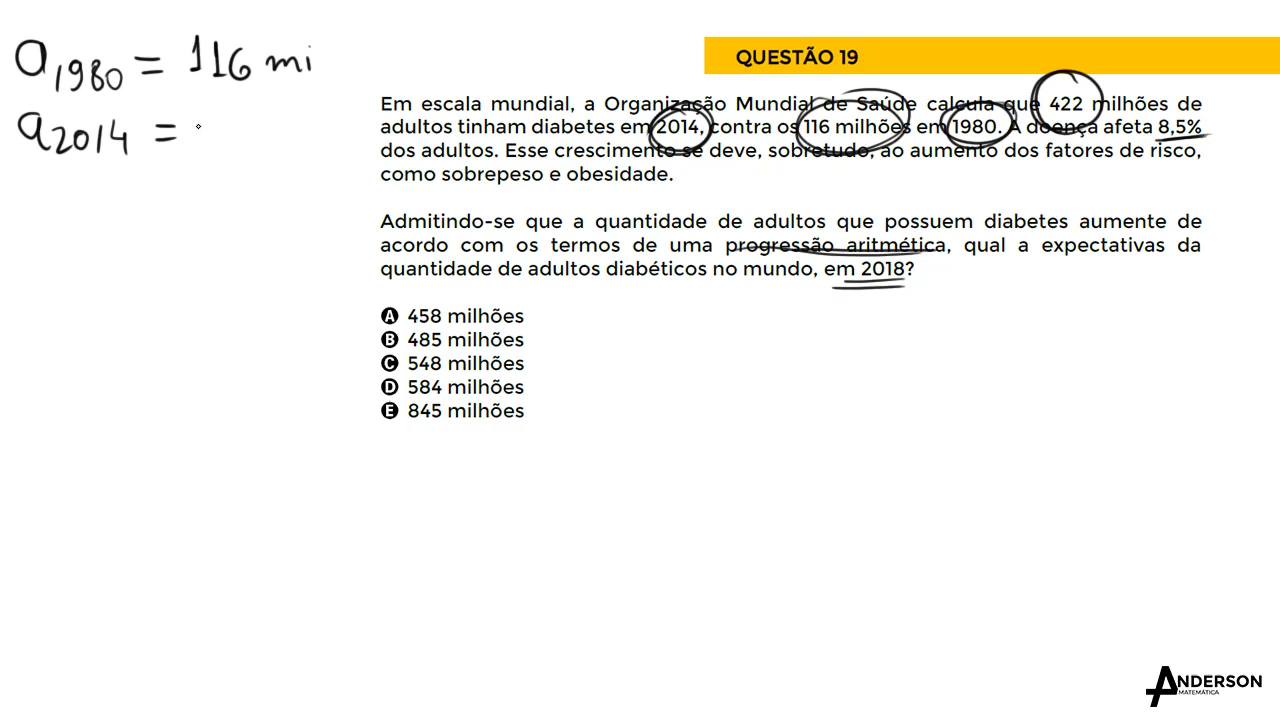 a1980 = 116 mi
a2014 =
QUESTÃO 19
Em escala mundial, a Organização Mundial de Saúde calcula que 422 milhões de
adultos tinham diabetes em 2014, contra os 116 milhões em 1980. A doença afeta 8,5%
dos adultos. Esse crescimento se deve, sobretudo, ao aumento dos fatores de risco,
como sobrepeso e obesidade.
Admitindo-se que a quantidade de adultos que possuem diabetes aumente de
acordo com os termos de uma progressão aritmética, qual a expectativas da
quantidade de adultos diabéticos no mundo, em 2018?
A 458 milhões
B 485 milhões
C 548 milhões
D 584 milhões
E 845 milhões
ANDERSON
MATEMÁTICA